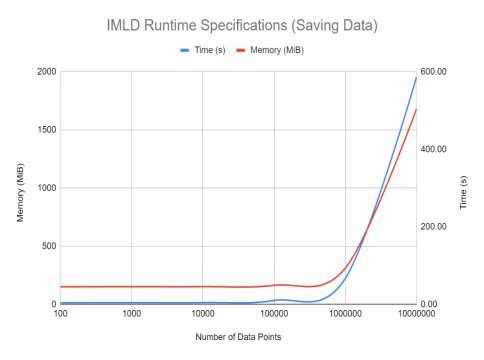 IMLD Runtime Specifications (Saving Data)
Time (s) Memory (MiB)
2000 600.00
1500
400.00
1000
200.00
500
0 0.00
100 1000 10000 100000 1000000 10000000
Memory (MiB)
Time (s)
Number of Data Points